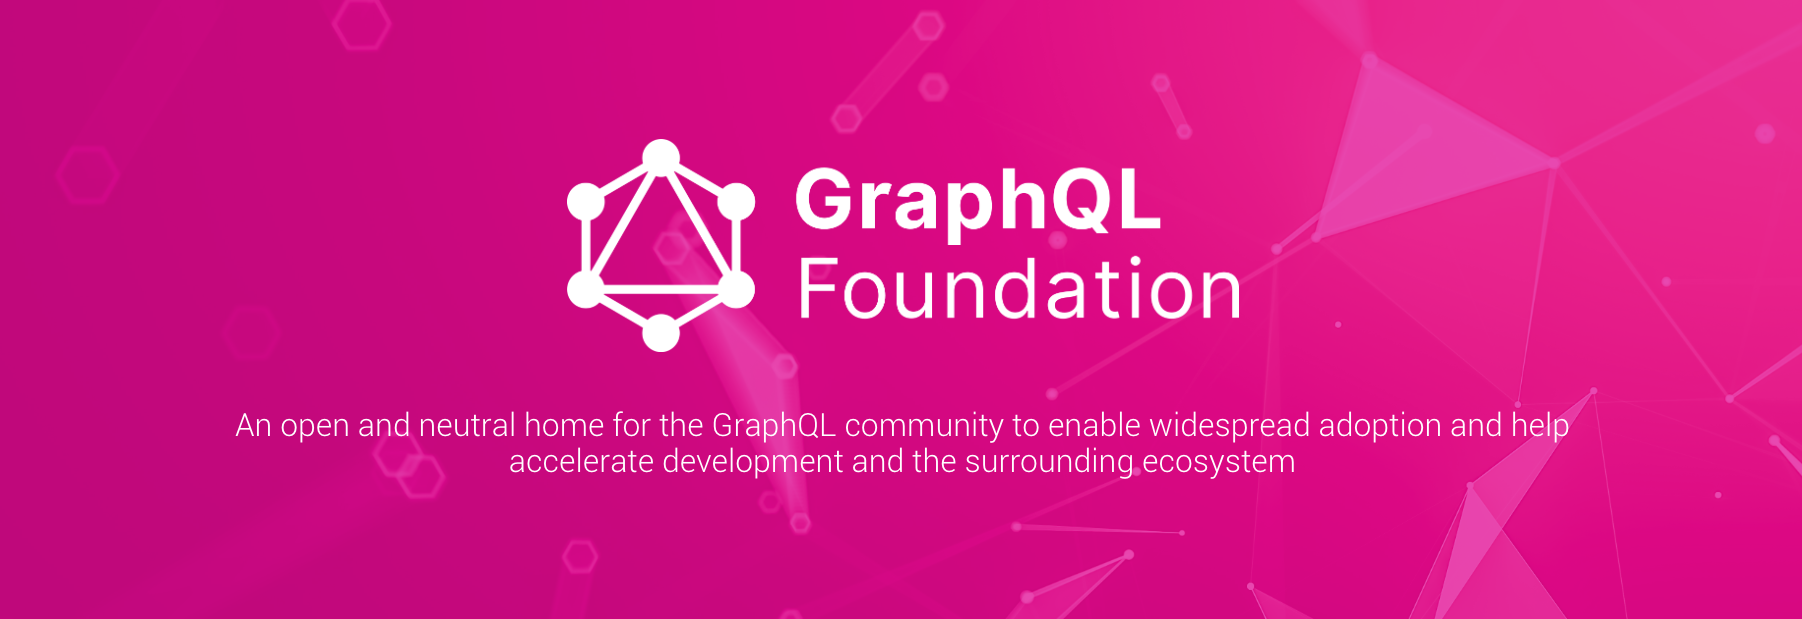 GraphQL
Foundation
An open and neutral home for the GraphQL community to enable widespread adoption and help
accelerate development and the surrounding ecosystem